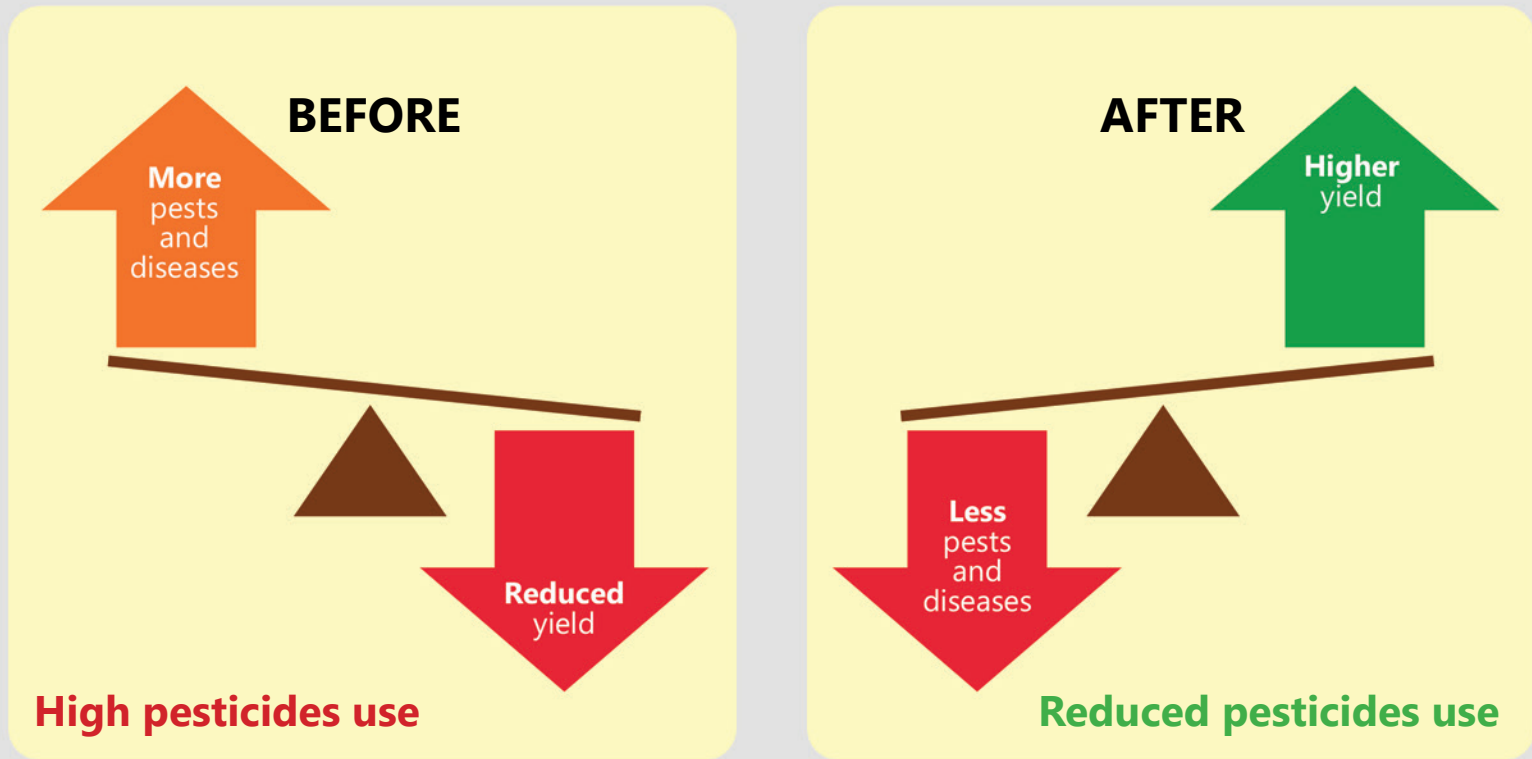 BEFORE
More
pests
and
diseases
Reduced
yield
High pesticides use
AFTER
Higher
yield
Less
pests
and
diseases
Reduced pesticides use